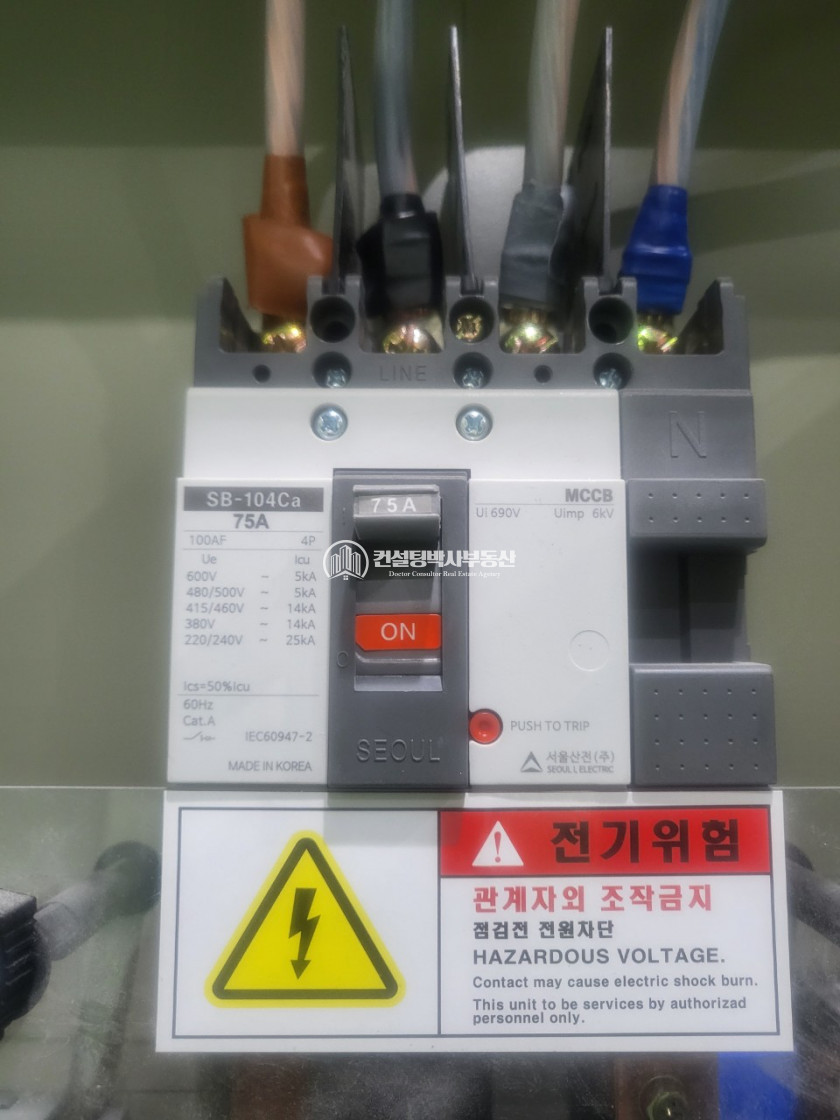 LINE
N
SB-104Ca
75A
100AF 4P
Ue Icu
600V ~ 5kA
480/500V ~ 5kA
415/460V ~ 14kA
380V ~ 14kA
220/240V ~ 25kA
Ics=50%Icu
60Hz
Cat.A
IEC60947-2
MADE IN KOREA
75A
ON
SEOUL
MCCB
Ui 690V Uimp 6kV
PUSH TO TRIP
서울산전(주)
SEOUL L ELECTRIC
컨설팅박사부동산
Doctor Consultor Real Estate Agency
전기위험
관계자외 조작금지
점검전 전원차단
HAZARDOUS VOLTAGE.
Contact may cause electric shock burn.
This unit to be services by authorizad
personnel only.